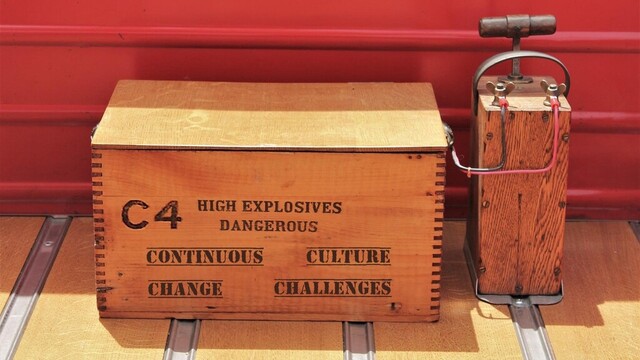 C4 HIGH EXPLOSIVES
DANGEROUS
CONTINUOUS CULTURE
CHANGE CHALLENGES